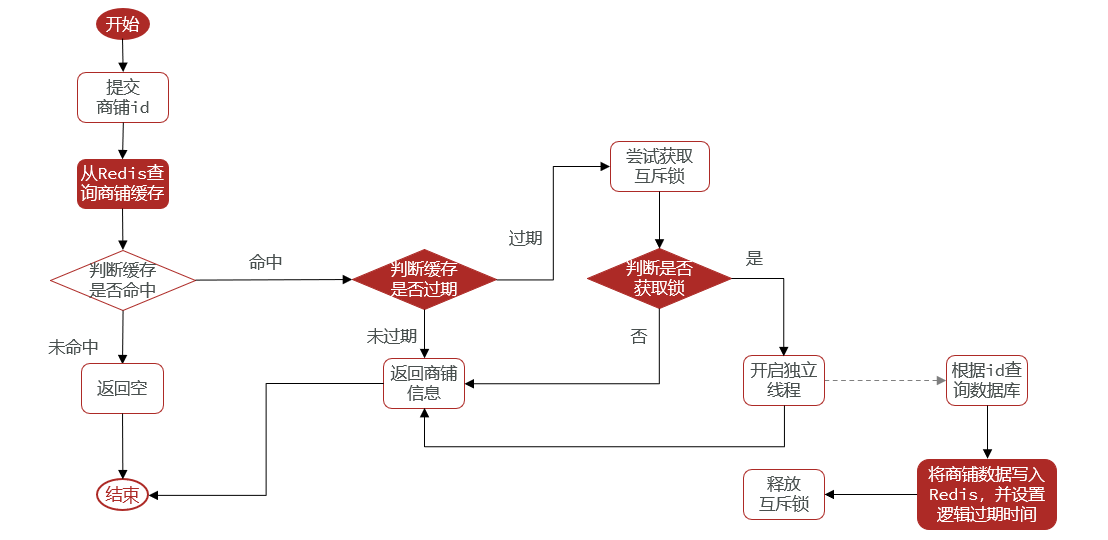 开始
提交
商铺id
从Redis查
询商铺缓存
判断缓存
是否命中
命中
未命中
返回空
结束
判断缓存
是否过期
过期
未过期
返回商铺
信息
尝试获取
互斥锁
判断是否
获取锁
是
否
开启独立
线程
根据id查
询数据库
将商铺数据写入
Redis, 并设置
逻辑过期时间
释放
互斥锁